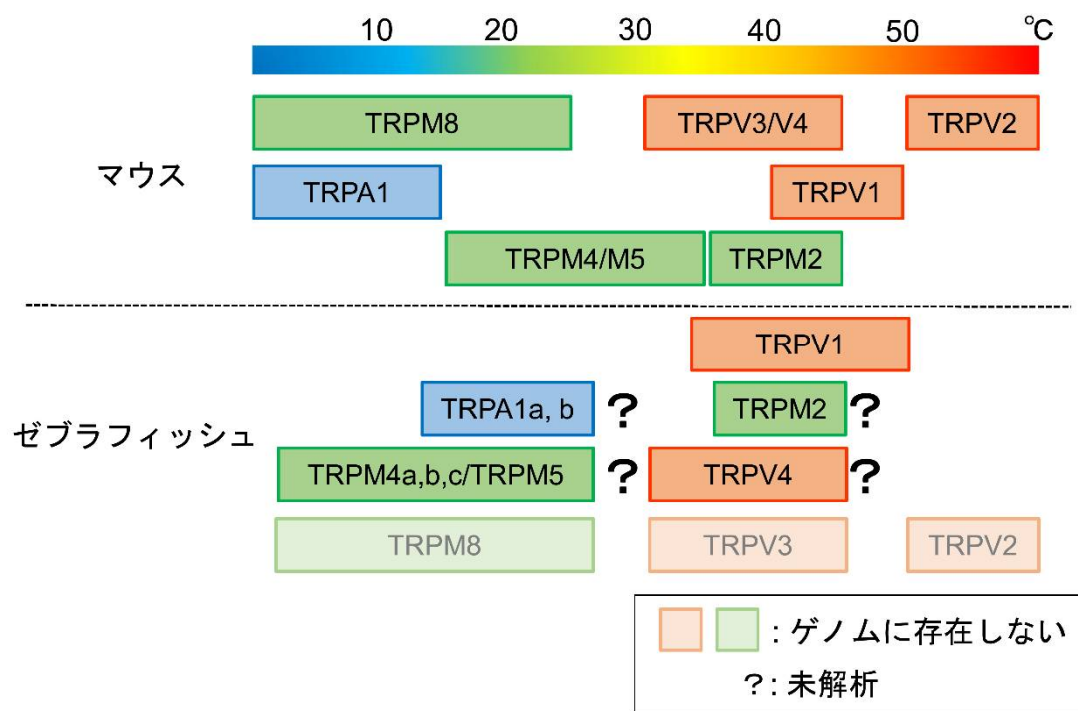 10 20 30 40 50 ℃
TRPM8 TRPV3/V4 TRPV2
マウス
TRPA1 TRPV1
TRPM4/M5 TRPM2
TRPV1
ゼブラフィッシュ
TRPA1a, b ? TRPM2 ?
TRPM4a,b,c/TRPM5 ? TRPV4 ?
TRPM8 TRPV3 TRPV2
: ゲノムに存在しない
?: 未解析